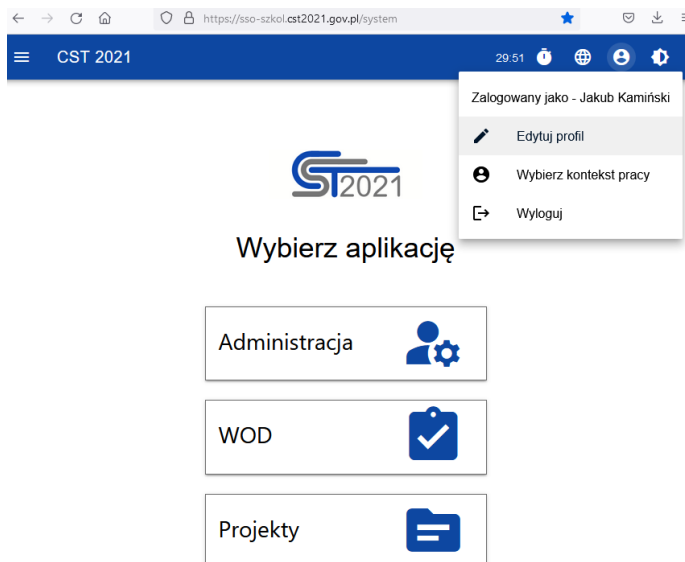 https://sso-szkol.cst2021.gov.pl/system
CST 2021
29:51
Zalogowany jako - Jakub Kamiński
Edytuj profil
Wybierz kontekst pracy
Wyloguj
CST2021
Wybierz aplikację
Administracja
WOD
Projekty